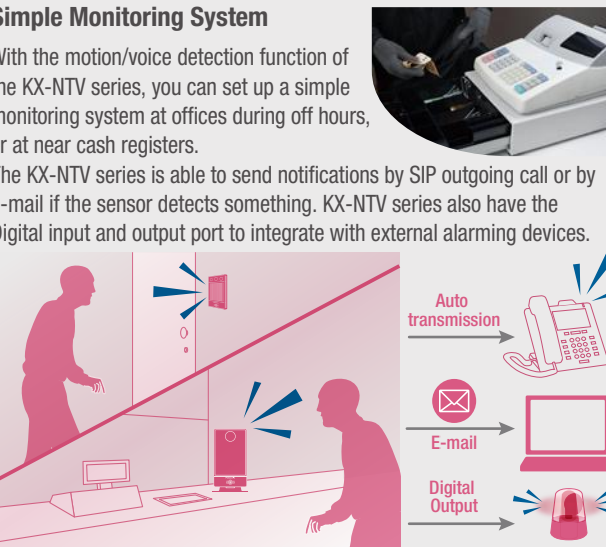 Simple Monitoring System
With the motion/voice detection function of
he KX-NTV series, you can set up a simple
monitoring system at offices during off hours,
r at near cash registers.
he KX-NTV series is able to send notifications by SIP outgoing call or by
-mail if the sensor detects something. KX-NTV series also have the
Digital input and output port to integrate with external alarming devices.
Auto
transmission
E-mail
Digital
Output